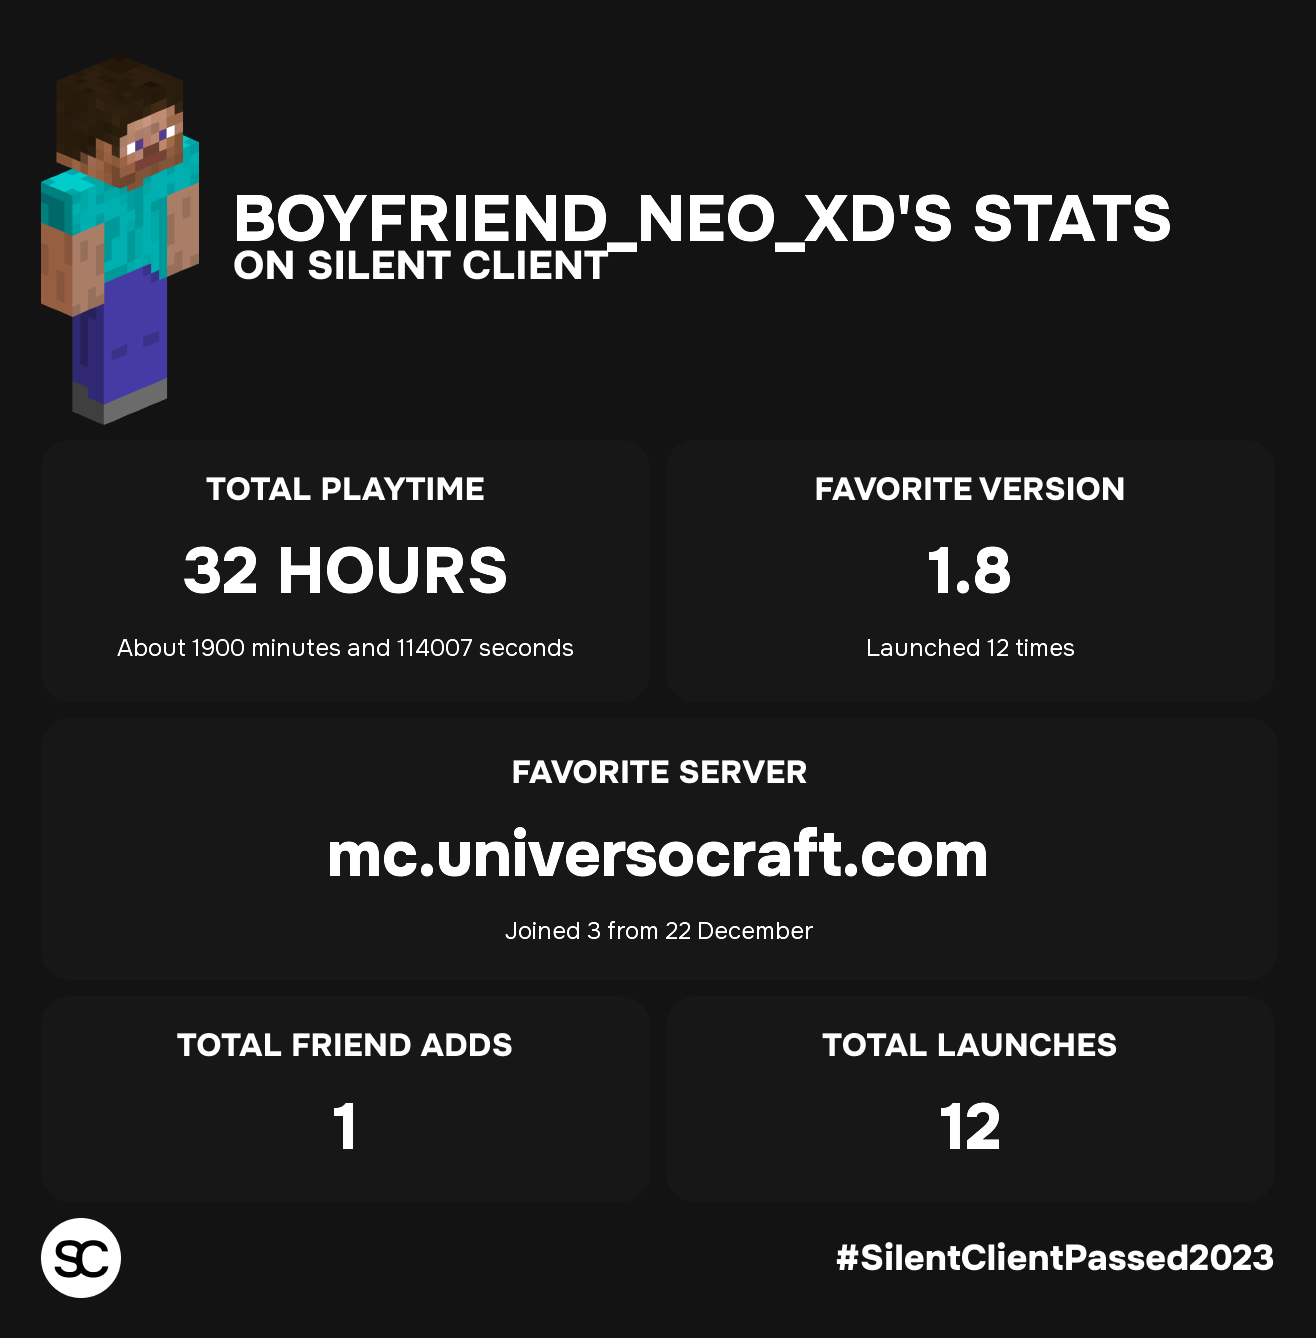 BOYFRIEND_NEO_XD'S STATS
ON SILENT CLIENT
TOTAL PLAYTIME
32 HOURS
About 1900 minutes and 114007 seconds
FAVORITE VERSION
1.8
Launched 12 times
FAVORITE SERVER
mc.universocraft.com
Joined 3 from 22 December
TOTAL FRIEND ADDS
1
TOTAL LAUNCHES
12
SC
#SilentClientPassed2023